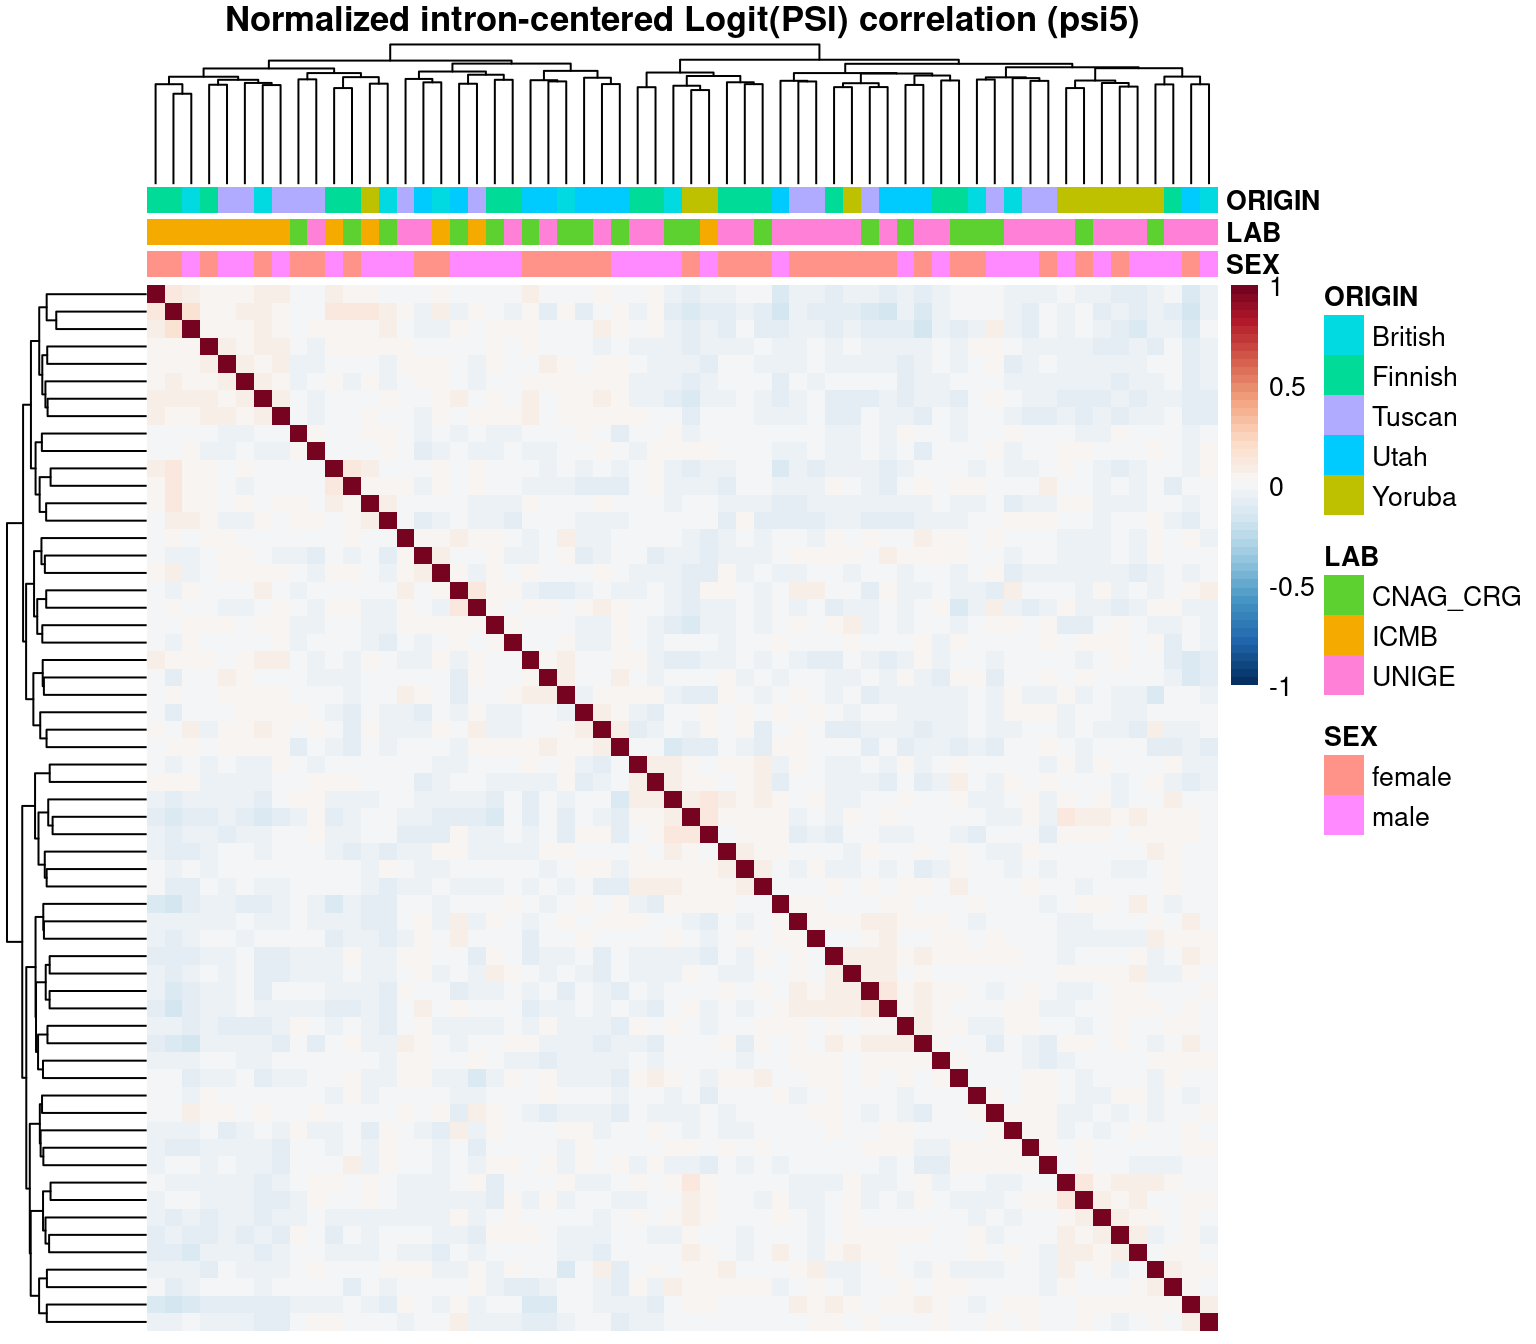 Normalized intron-centered Logit(PSI) correlation (psi5)
ORIGIN
LAB
SEX
1
0.5
0
-0.5
-1
ORIGIN
British
Finnish
Tuscan
Utah
Yoruba
LAB
CNAG_CRG
ICMB
UNIGE
SEX
female
male